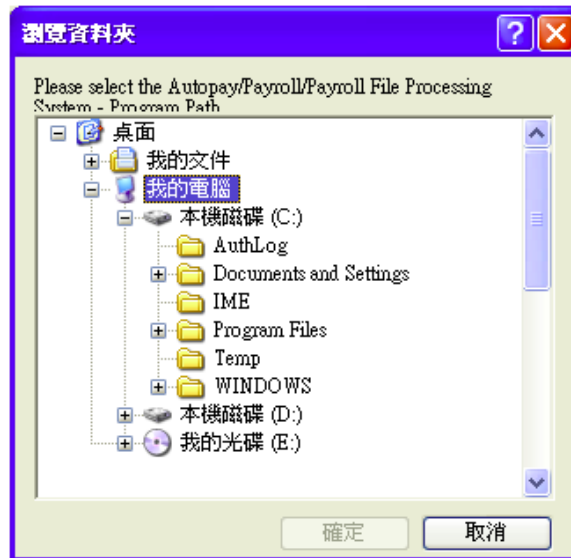 瀏覽資料夾
Please select the Autopay/Payroll/Payroll File Processing
System - Program Path
桌面
我的文件
我的電腦
本機磁碟 (C:)
AuthLog
Documents and Settings
IME
Program Files
Temp
WINDOWS
本機磁碟 (D:)
我的光碟 (E:)
確定
取消